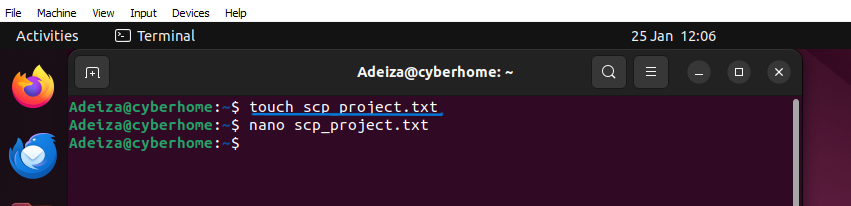 File Machine View Input Devices Help
Activities Terminal 25 Jan 12:06
Adeiza@cyberhome: ~
Adeiza@cyberhome:~$ touch scp_project.txt
Adeiza@cyberhome:~$ nano scp_project.txt
Adeiza@cyberhome:~$